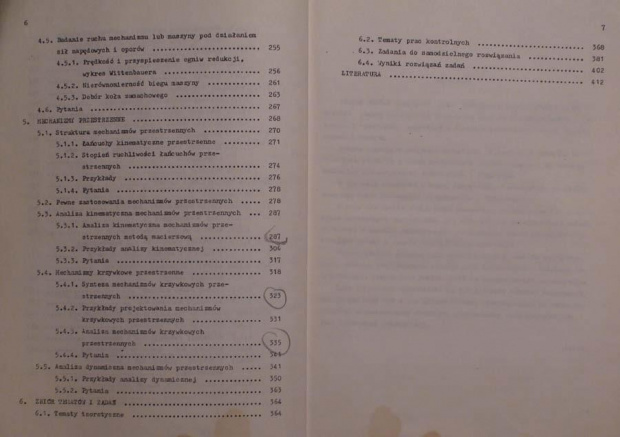 6
4.5. Badanie ruchu mechanizmu lub maszyny pod działaniem
sił napędowych i oporów ........................ 255
4.5.1. Prędkość i przyspieszenie ogniw redukcji,
wykres Wittenbauera ........................ 256
4.5.2. Nierównomierność biegu maszyny ............ 261
4.5.3. Dobór koła zamachowego ........................ 263
4.6. Pytania ........................ 267
5. MECHANIZMY PRZESTRZENNE ........................ 268
5.1. Struktura mechanizmów przestrzennych ............ 270
5.1.1. Łańcuchy kinematyczne przestrzenne ........ 271
5.1.2. Stopień ruchliwości łańcuchów prze-
strzennych ........................ 274
5.1.3. Przykłady ........................ 276
5.1.4. Pytania ........................ 278
5.2. Pewne zastosowania mechanizmów przestrzennych ..... 278
5.3. Analiza kinematyczna mechanizmów przestrzennych ... 287
5.3.1. Analiza kinematyczna mechanizmów prze-
strzennych metodą macierzową ............ 287
5.3.2. Przykłady analizy kinematycznej ............ 306
5.3.3. Pytania ........................ 317
5.4. Mechanizmy krzywkowe przestrzenne ............ 318
5.4.1. Synteza mechanizmów krzywkowych prze-
strzennych ........................ 323
5.4.2. Przykłady projektowania mechanizmów
krzywkowych przestrzennych ............ 331
5.4.3. Analiza mechanizmów krzywkowych
przestrzennych ........................ 335
5.4.4. Pytania ........................ 341
5.5. Analiza dynamiczna mechanizmów przestrzennych ..... 341
5.5.1. Przykłady analizy dynamicznej ............ 350
5.5.2. Pytania ........................ 363
6. ZBIÓR TEMATÓW I ZADAŃ ........................ 364
6.1. Tematy teoretyczne ........................ 364
7
6.2. Tematy prac kontrolnych ........................ 368
6.3. Zadania do samodzielnego rozwiązania ............ 381
6.4. Wyniki rozwiązań zadań ........................ 402
LITERATURA ........................ 412